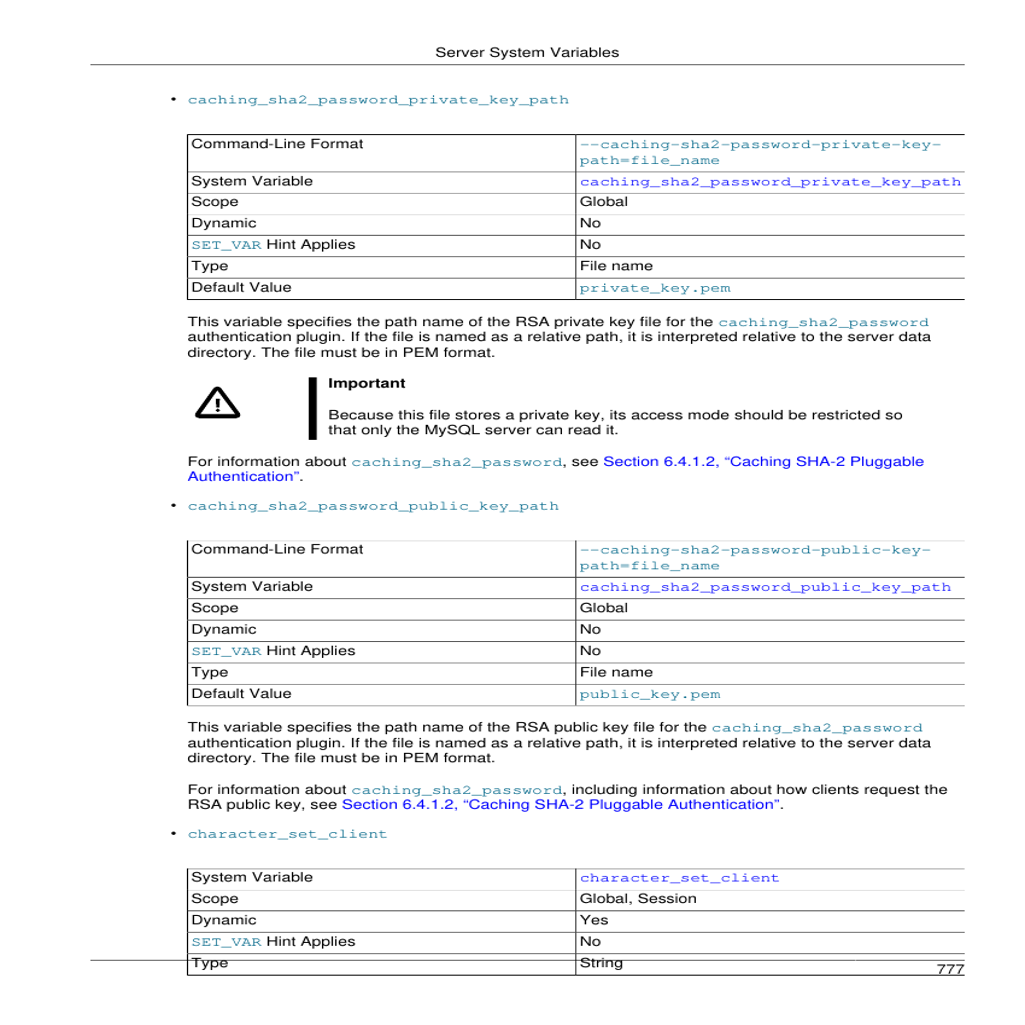 Server System Variables
• caching_sha2_password_private_key_path
Command-Line Format --caching-sha2-password-private-key-
path=file_name
System Variable caching_sha2_password_private_key_path
Scope Global
Dynamic No
SET_VAR Hint Applies No
Type File name
Default Value private_key.pem
This variable specifies the path name of the RSA private key file for the caching_sha2_password
authentication plugin. If the file is named as a relative path, it is interpreted relative to the server data
directory. The file must be in PEM format.
Important
Because this file stores a private key, its access mode should be restricted so
that only the MySQL server can read it.
For information about caching_sha2_password, see Section 6.4.1.2, “Caching SHA-2 Pluggable
Authentication”.
• caching_sha2_password_public_key_path
Command-Line Format --caching-sha2-password-public-key-
path=file_name
System Variable caching_sha2_password_public_key_path
Scope Global
Dynamic No
SET_VAR Hint Applies No
Type File name
Default Value public_key.pem
This variable specifies the path name of the RSA public key file for the caching_sha2_password
authentication plugin. If the file is named as a relative path, it is interpreted relative to the server data
directory. The file must be in PEM format.
For information about caching_sha2_password, including information about how clients request the
RSA public key, see Section 6.4.1.2, “Caching SHA-2 Pluggable Authentication”.
• character_set_client
System Variable character_set_client
Scope Global, Session
Dynamic Yes
SET_VAR Hint Applies No
Type String
777